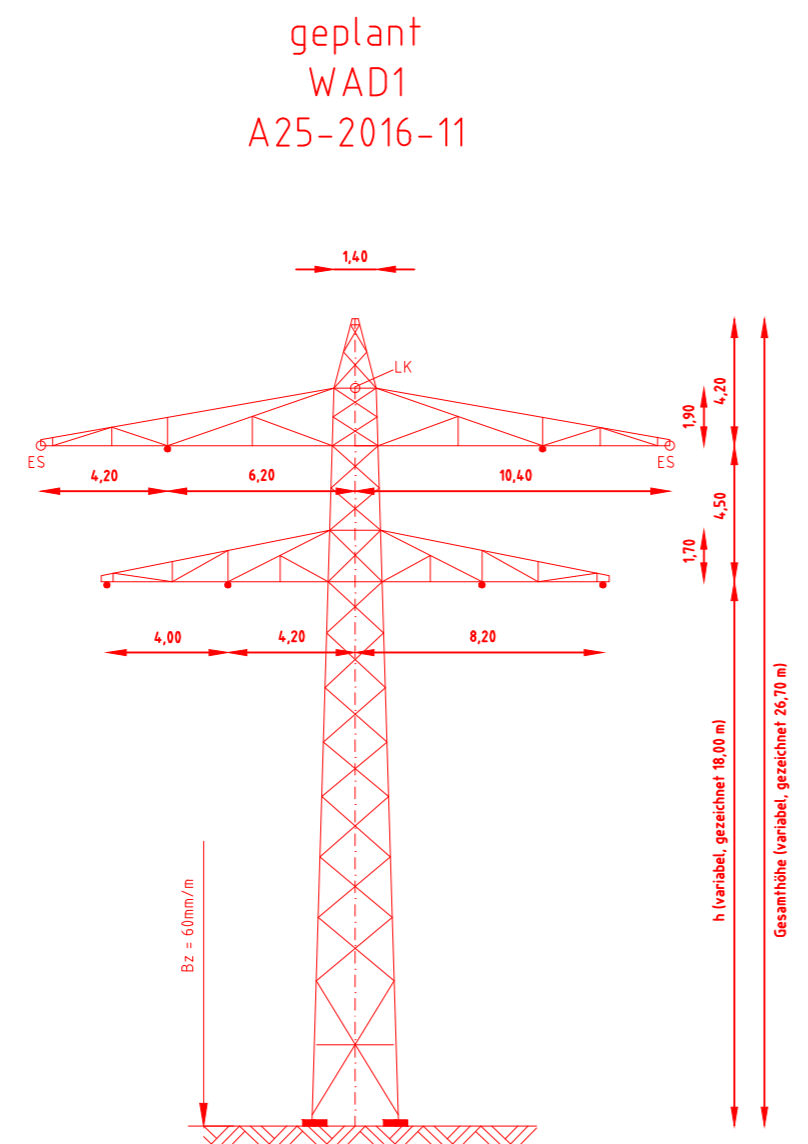 geplant
WAD1
A25-2016-11
1,40
LK
4,20
1,90
ES
ES
4,20
6,20
10,40
4,50
1,70
4,00
4,20
8,20
h (variabel, gezeichnet 18,00 m)
Gesamthöhe (variabel, gezeichnet 26,70 m)
Bz = 60mm/m